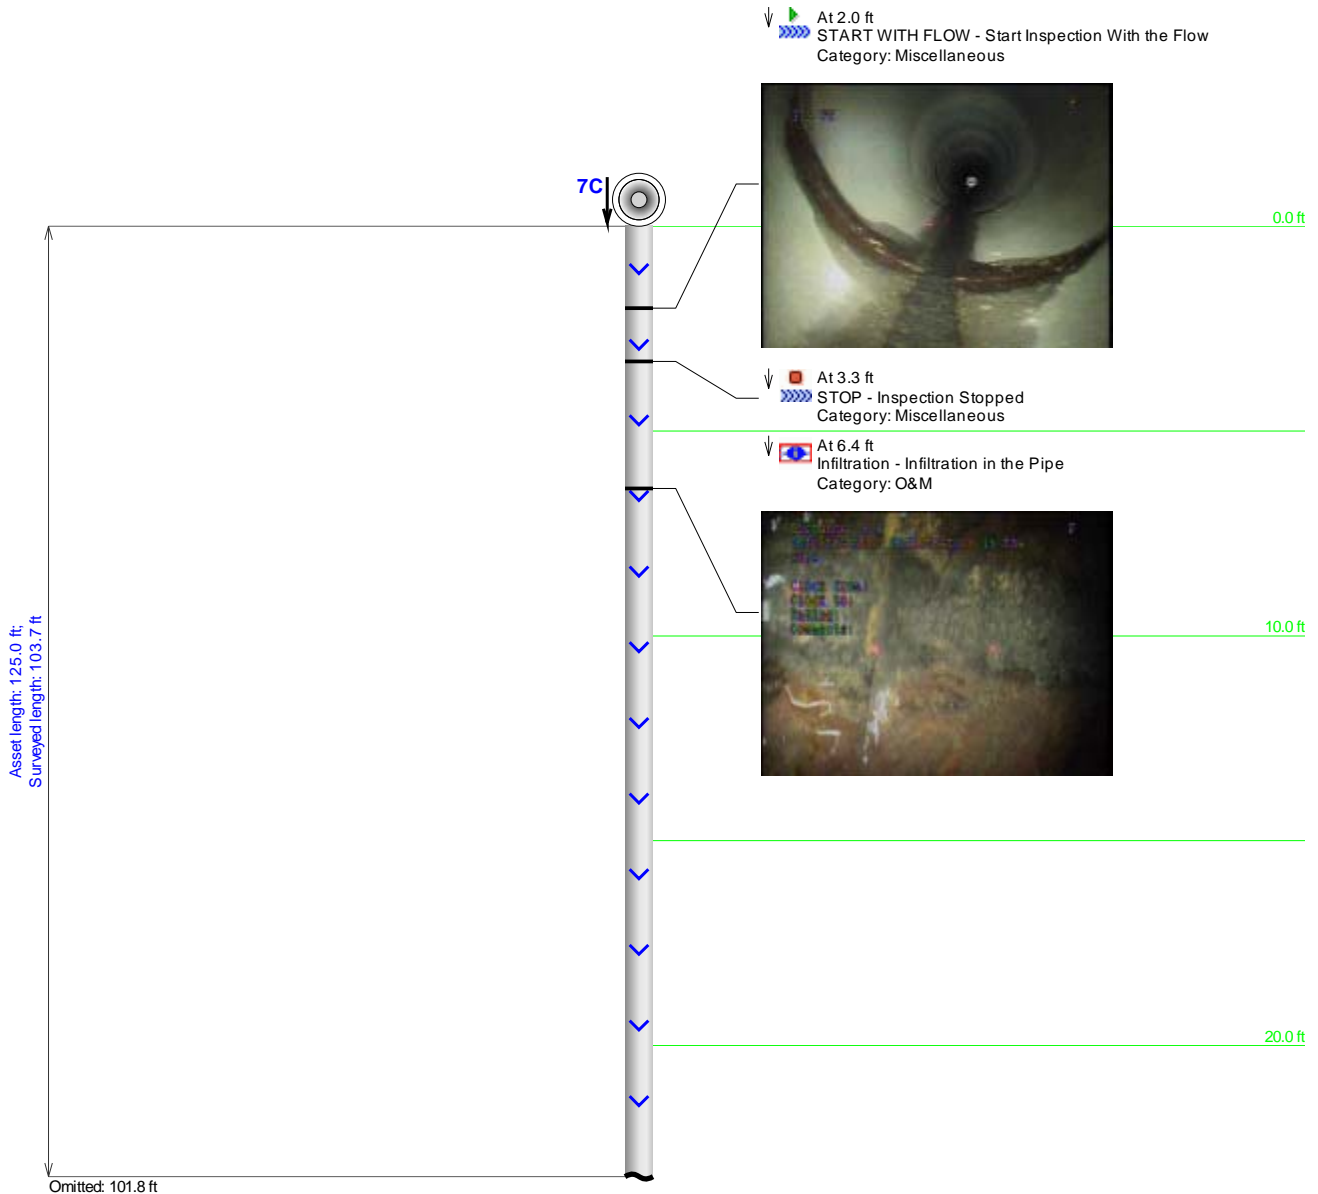 At 2.0 ft
START WITH FLOW - Start Inspection With the Flow
Category: Miscellaneous
7C
0.0 ft
At 3.3 ft
STOP - Inspection Stopped
Category: Miscellaneous
At 6.4 ft
Infiltration - Infiltration in the Pipe
Category: O&M
10.0 ft
Asset length: 125.0 ft;
Surveyed length: 103.7 ft
20.0 ft
Omitted: 101.8 ft